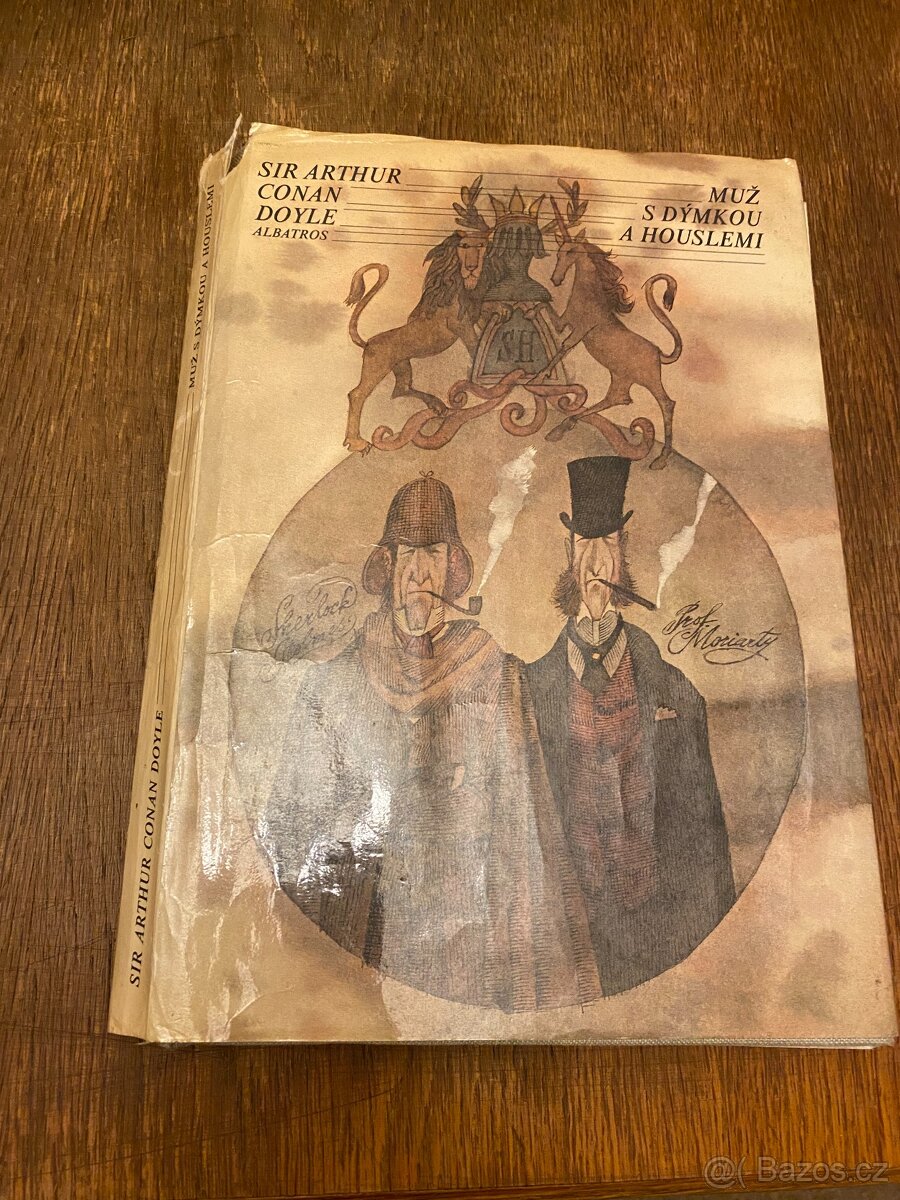 SIR ARTHUR
CONAN
DOYLE
ALBATROS
MUŽ
S DÝMKOU
A HOUSLEMI
SH
Sherlock
Holmes
Prof.
Moriarty
SIR ARTHUR CONAN DOYLE
MUŽ S DÝMKOU A HOUSLEMI
@( Bazos.cz